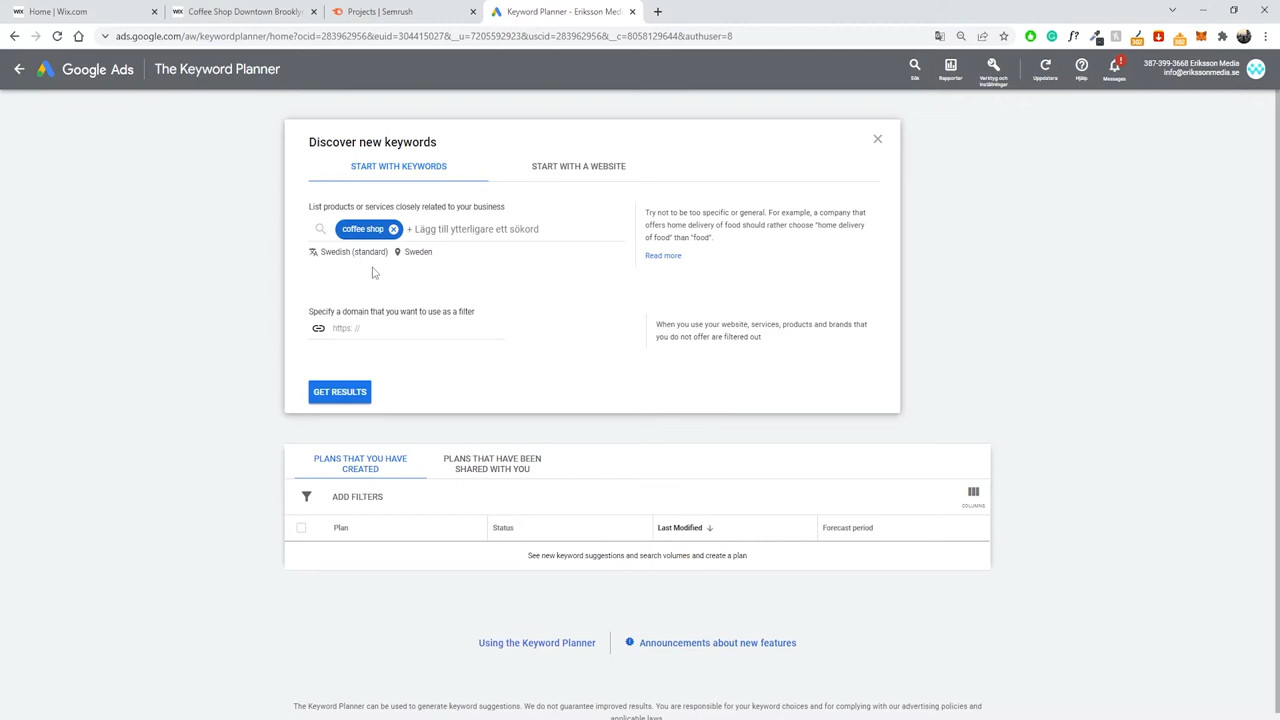 Home | Wix.com
Coffee Shop Downtown Brooklyn
Projects | Semrush
Keyword Planner - Eriksson Medi
ads.google.com/aw/keywordplanner/home?ocid=283962956&euid=304415027&__u=7205592923&uscid=283962956&__c=8058129644&authuser=8
Google Ads
The Keyword Planner
Sök
Rapporter
Verktyg och
inställningar
Uppdatera
Hjälp
Messages
387-399-3668 Eriksson Media
info@erikssonmedia.se
Discover new keywords
START WITH KEYWORDS
START WITH A WEBSITE
List products or services closely related to your business
coffee shop
+ Lägg till ytterligare ett sökord
Swedish (standard)
Sweden
Try not to be too specific or general. For example, a company that
offers home delivery of food should rather choose "home delivery
of food" than "food".
Read more
Specify a domain that you want to use as a filter
https: //
When you use your website, services, products and brands that
you do not offer are filtered out
GET RESULTS
PLANS THAT YOU HAVE
CREATED
PLANS THAT HAVE BEEN
SHARED WITH YOU
ADD FILTERS
COLUMNS
Plan
Status
Last Modified
Forecast period
See new keyword suggestions and search volumes and create a plan
Using the Keyword Planner
Announcements about new features
The Keyword Planner can be used to generate keyword suggestions. We do not guarantee improved results. You are responsible for your keyword choices and for complying with our advertising policies and
applicable laws.